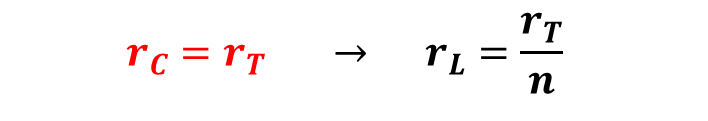 r_C = r_T → r_L = r_T / n